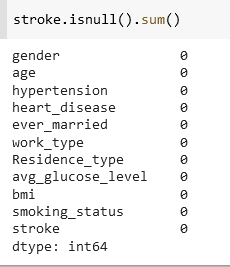 stroke.isnull().sum()
gender 0
age 0
hypertension 0
heart_disease 0
ever_married 0
work_type 0
Residence_type 0
avg_glucose_level 0
bmi 0
smoking_status 0
stroke 0
dtype: int64